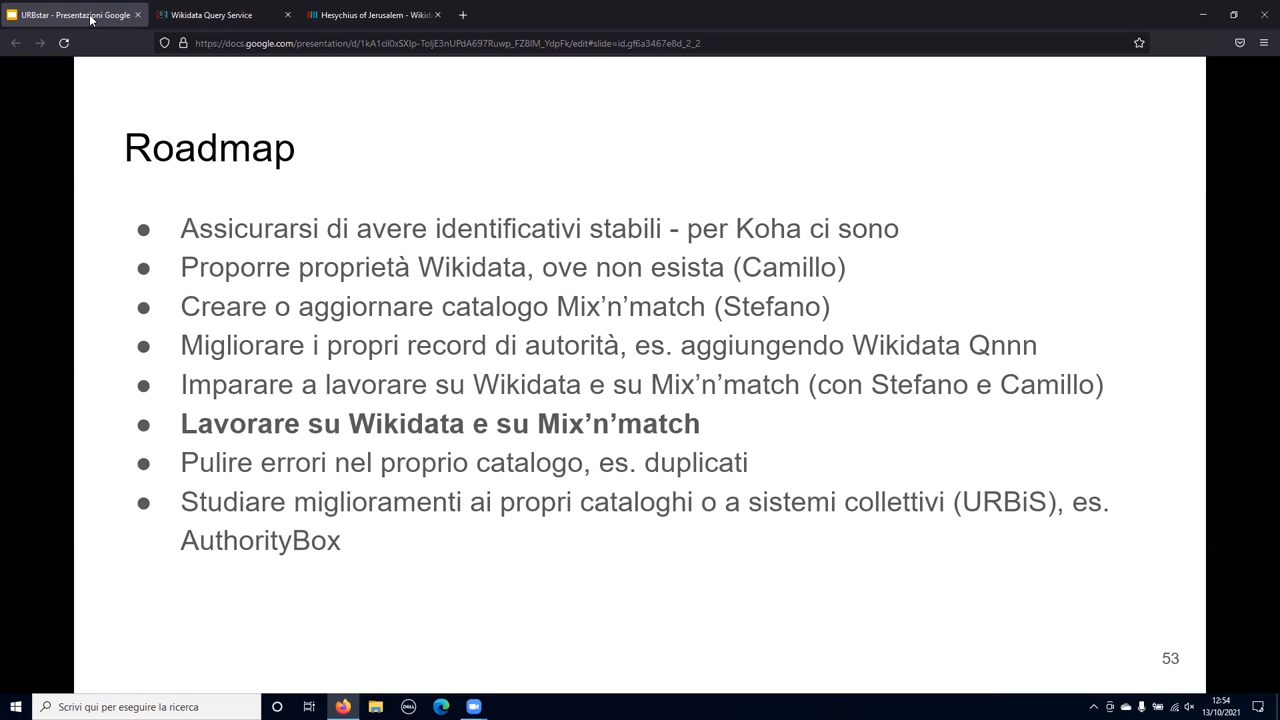 URBstar - Presentazioni Google
Wikidata Query Service
Hesychius of Jerusalem - Wikid
https://docs.google.com/presentation/d/1kA1cil0xSXIp-ToIjE3nUPdA697Ruwp_FZ8IM_YdpFk/edit#slide=id.gf6a3467e8d_2_2
Roadmap
● Assicurarsi di avere identificativi stabili - per Koha ci sono
● Proporre proprietà Wikidata, ove non esista (Camillo)
● Creare o aggiornare catalogo Mix’n’match (Stefano)
● Migliorare i propri record di autorità, es. aggiungendo Wikidata Qnnn
● Imparare a lavorare su Wikidata e su Mix’n’match (con Stefano e Camillo)
● Lavorare su Wikidata e su Mix’n’match
● Pulire errori nel proprio catalogo, es. duplicati
● Studiare miglioramenti ai propri cataloghi o a sistemi collettivi (URBiS), es.
AuthorityBox
53
Scrivi qui per eseguire la ricerca
DELL
12:54
13/10/2021